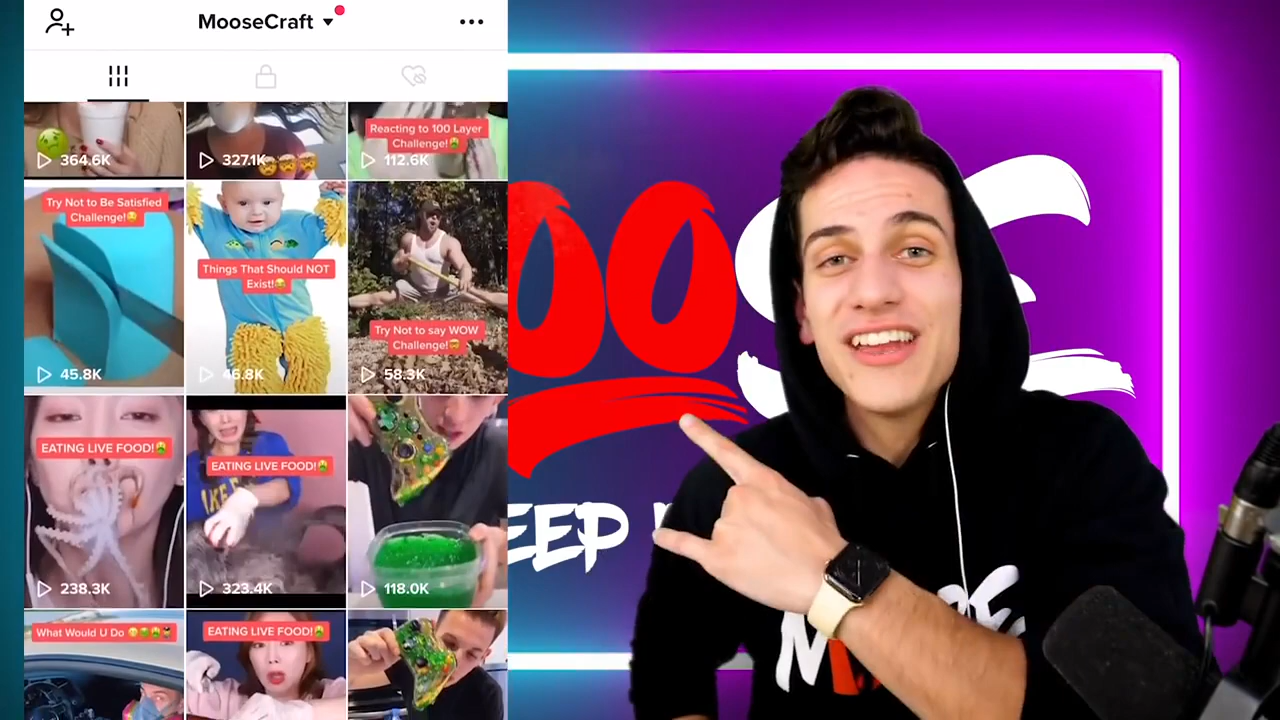 MooseCraft
364.6K
327.1K
Reacting to 100 Layer
Challenge!
112.6K
Try Not to Be Satisfied
Challenge!
45.8K
Things That Should NOT
Exist!
46.8K
Try Not to say WOW
Challenge!
58.3K
EATING LIVE FOOD!
238.3K
EATING LIVE FOOD!
323.4K
118.0K
What Would U Do
EATING LIVE FOOD!